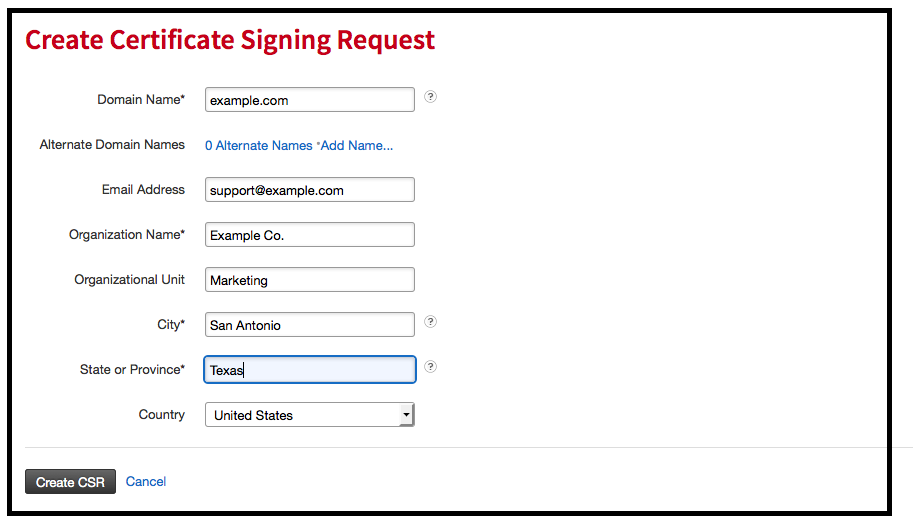 Create Certificate Signing Request
Domain Name* example.com ?
Alternate Domain Names 0 Alternate Names *Add Name...
Email Address support@example.com
Organization Name* Example Co.
Organizational Unit Marketing
City* San Antonio ?
State or Province* Texas ?
Country United States
Create CSR Cancel